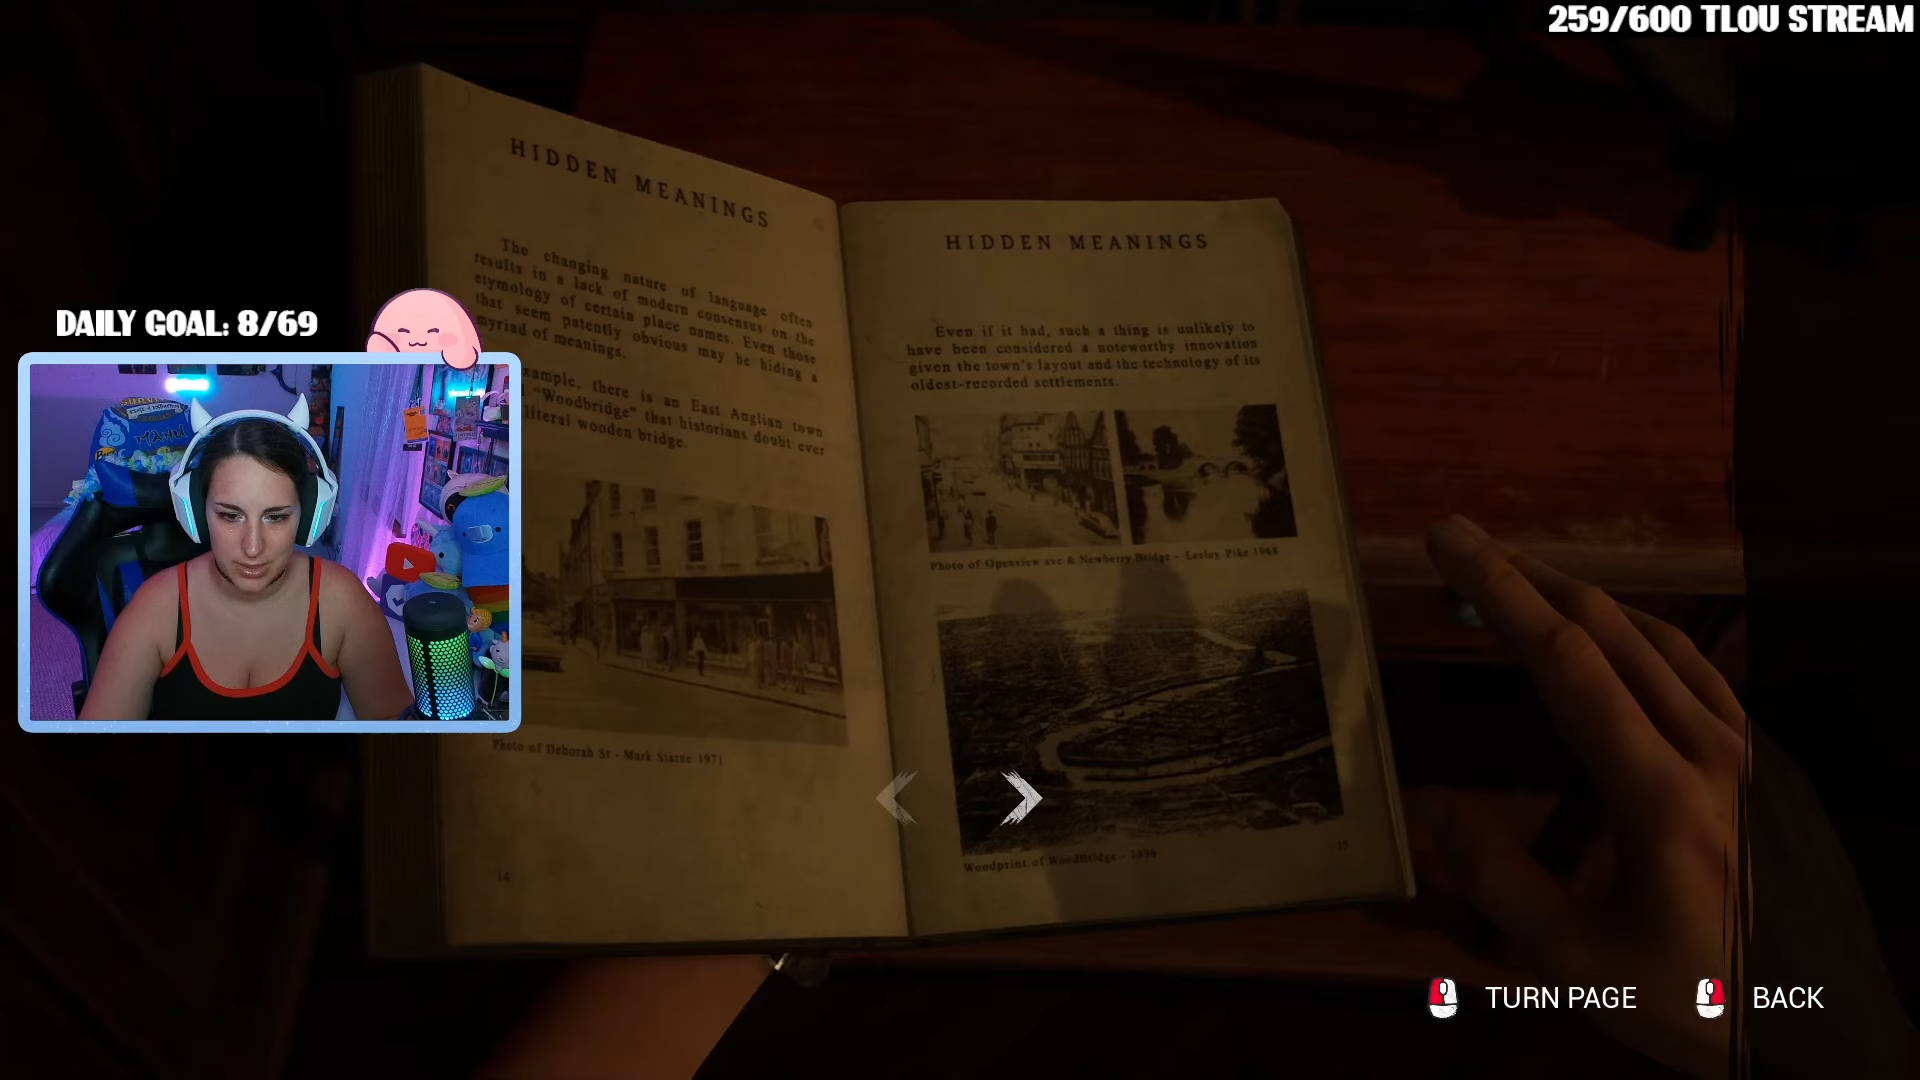 259/600 TLOU STREAM
HIDDEN MEANINGS
The changing nature of language often
results in a lack of modern consensus on the
etymology of certain place names. Even those
that seem patently obvious may be hiding a
myriad of meanings.
xample, there is an East Anglian town
"Woodbridge" that historians doubt ever
literal wooden bridge.
Photo of Deborah St - Mark Starne 1971
14
HIDDEN MEANINGS
Even if it had, such a thing is unlikely to
have been considered a noteworthy innovation
given the town's layout and the technology of its
oldest-recorded settlements.
Photo of Openview ave & Newberry Bridge - Lesley Pike 1968
Woodprint of WoodBridge - 1896
15
DAILY GOAL: 8/69
TURN PAGE
BACK